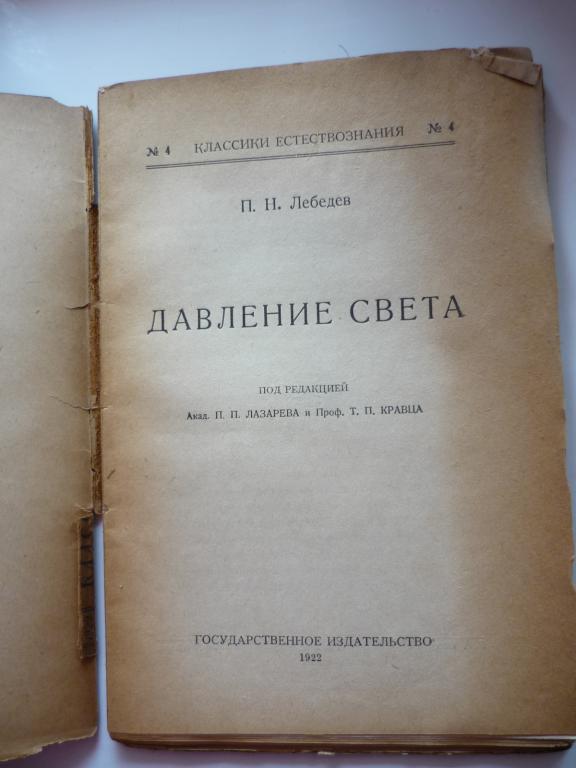 № 4 КЛАССИКИ ЕСТЕСТВОЗНАНИЯ № 4
П. Н. Лебедев
ДАВЛЕНИЕ СВЕТА
ПОД РЕДАКЦИЕЙ
Акад. П. П. ЛАЗАРЕВА и Проф. Т. П. КРАВЦА
ГОСУДАРСТВЕННОЕ ИЗДАТЕЛЬСТВО
1922